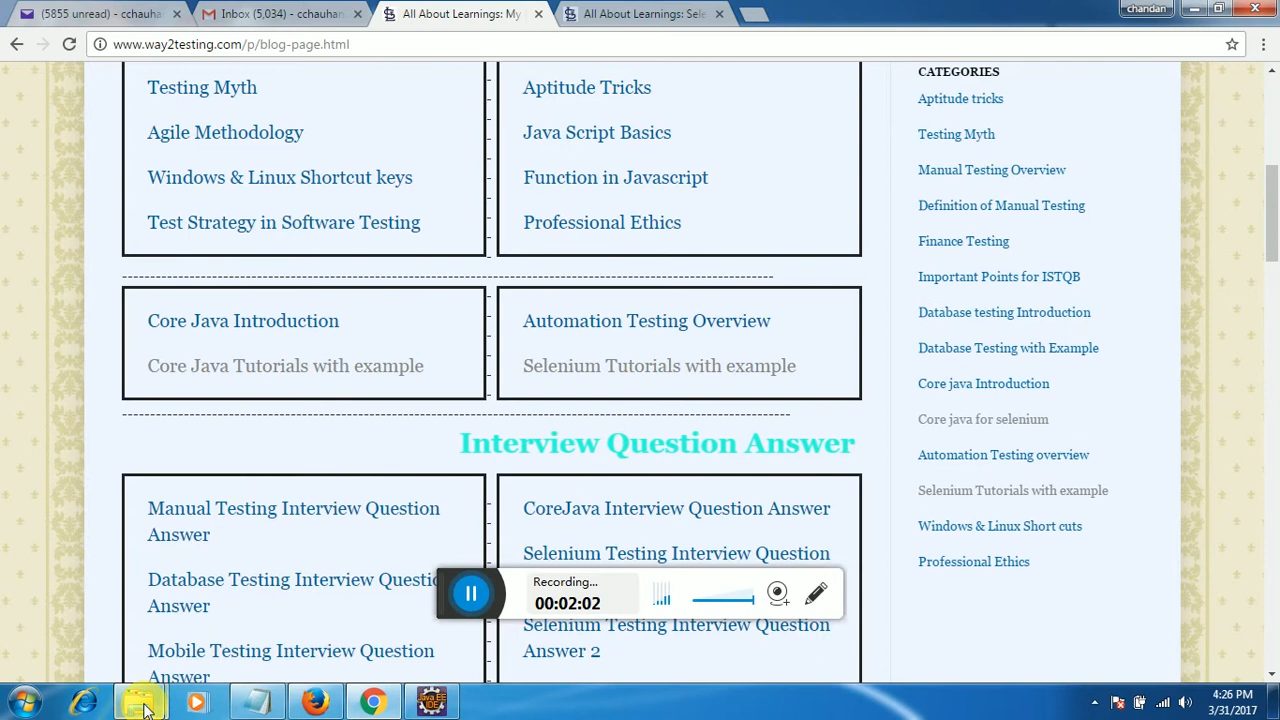 (5855 unread) - cchauhan
Inbox (5,034) - cchauhan
All About Learnings: My
All About Learnings: Sele
chandan
www.way2testing.com/p/blog-page.html
Testing Myth
Agile Methodology
Windows & Linux Shortcut keys
Test Strategy in Software Testing
Aptitude Tricks
Java Script Basics
Function in Javascript
Professional Ethics
Core Java Introduction
Core Java Tutorials with example
Automation Testing Overview
Selenium Tutorials with example
Interview Question Answer
Manual Testing Interview Question
Answer
Database Testing Interview Questio
Answer
Mobile Testing Interview Question
Answer
CoreJava Interview Question Answer
Selenium Testing Interview Question
Selenium Testing Interview Question
Answer 2
CATEGORIES
Aptitude tricks
Testing Myth
Manual Testing Overview
Definition of Manual Testing
Finance Testing
Important Points for ISTQB
Database testing Introduction
Database Testing with Example
Core java Introduction
Core java for selenium
Automation Testing overview
Selenium Tutorials with example
Windows & Linux Short cuts
Professional Ethics
Recording...
00:02:02
Java EE
IDE
4:26 PM
3/31/2017